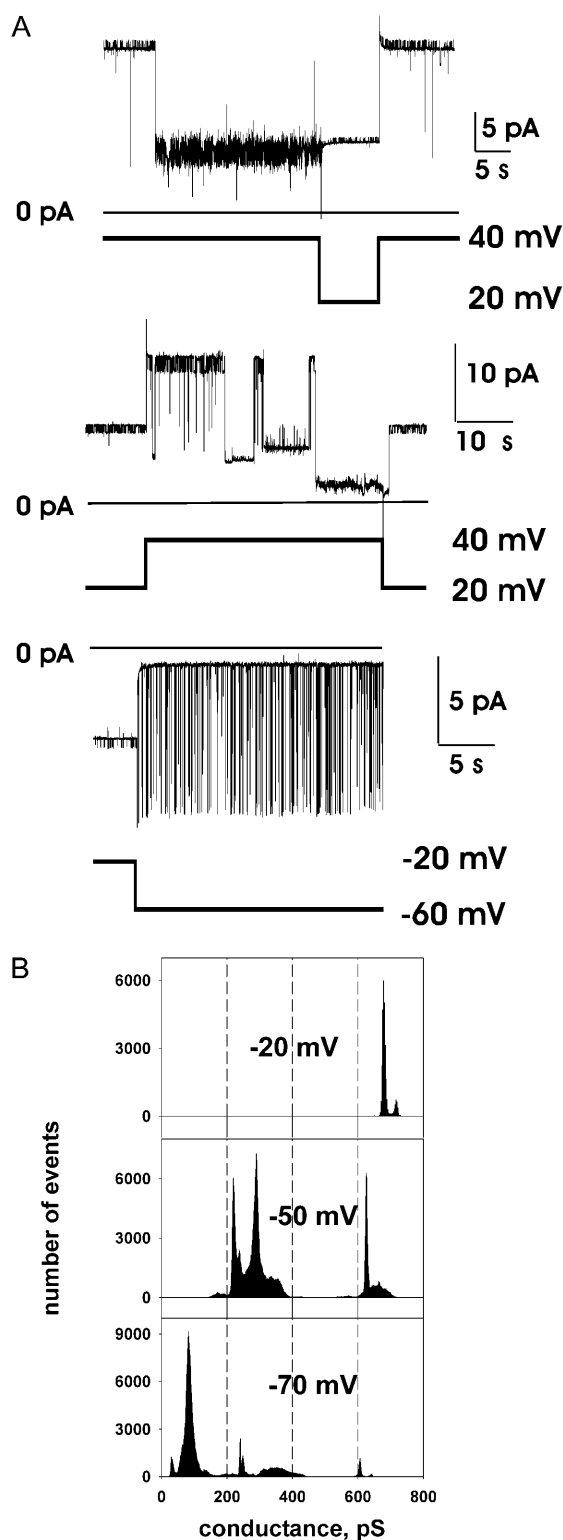 A
5 pA
5 s
0 pA
40 mV
20 mV
10 pA
10 s
0 pA
40 mV
20 mV
0 pA
5 pA
5 s
-20 mV
-60 mV
B
6000
3000
0
-20 mV
6000
3000
0
-50 mV
9000
6000
3000
0
-70 mV
number of events
0 200 400 600 800
conductance, pS